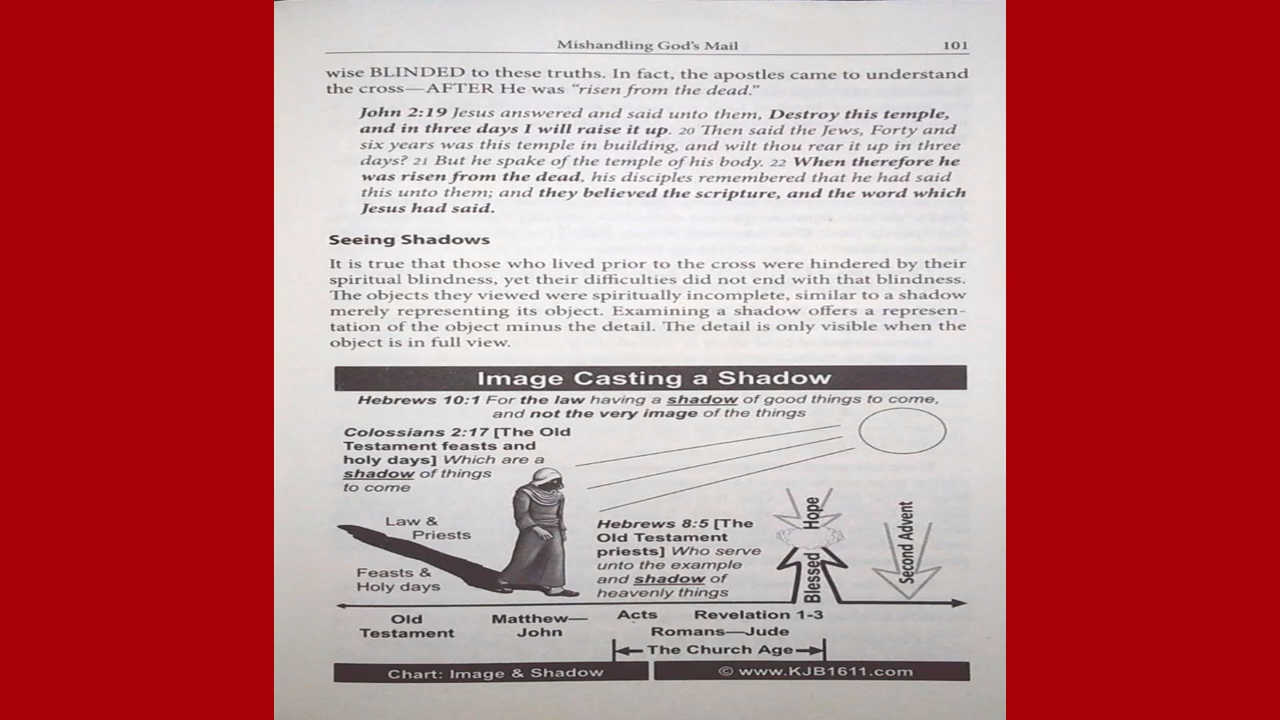 Mishandling God's Mail 101
wise BLINDED to these truths. In fact, the apostles came to understand
the cross—AFTER He was "risen from the dead."
John 2:19 Jesus answered and said unto them, Destroy this temple,
and in three days I will raise it up. 20 Then said the Jews, Forty and
six years was this temple in building, and wilt thou rear it up in three
days? 21 But he spake of the temple of his body. 22 When therefore he
was risen from the dead, his disciples remembered that he had said
this unto them; and they believed the scripture, and the word which
Jesus had said.
Seeing Shadows
It is true that those who lived prior to the cross were hindered by their
spiritual blindness, yet their difficulties did not end with that blindness.
The objects they viewed were spiritually incomplete, similar to a shadow
merely representing its object. Examining a shadow offers a represen-
tation of the object minus the detail. The detail is only visible when the
object is in full view.
Image Casting a Shadow
Hebrews 10:1 For the law having a shadow of good things to come,
and not the very image of the things
Colossians 2:17 [The Old
Testament feasts and
holy days] Which are a
shadow of things
to come
Law &
Priests
Feasts &
Holy days
Hebrews 8:5 [The
Old Testament
priests] Who serve
unto the example
and shadow of
heavenly things
Blessed Hope
Second Advent
Old
Testament
Matthew—
John
Acts
Revelation 1-3
Romans—Jude
The Church Age
Chart: Image & Shadow
© www.KJB1611.com